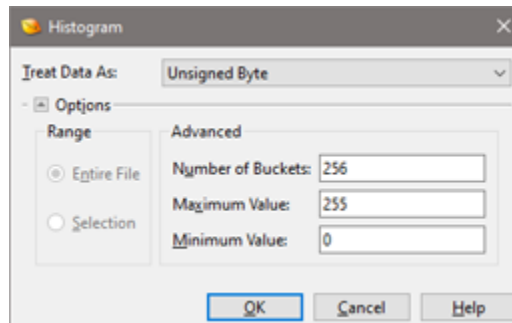 Histogram
Treat Data As: Unsigned Byte
Options
Range
Entire File
Selection
Advanced
Number of Buckets: 256
Maximum Value: 255
Minimum Value: 0
OK Cancel Help